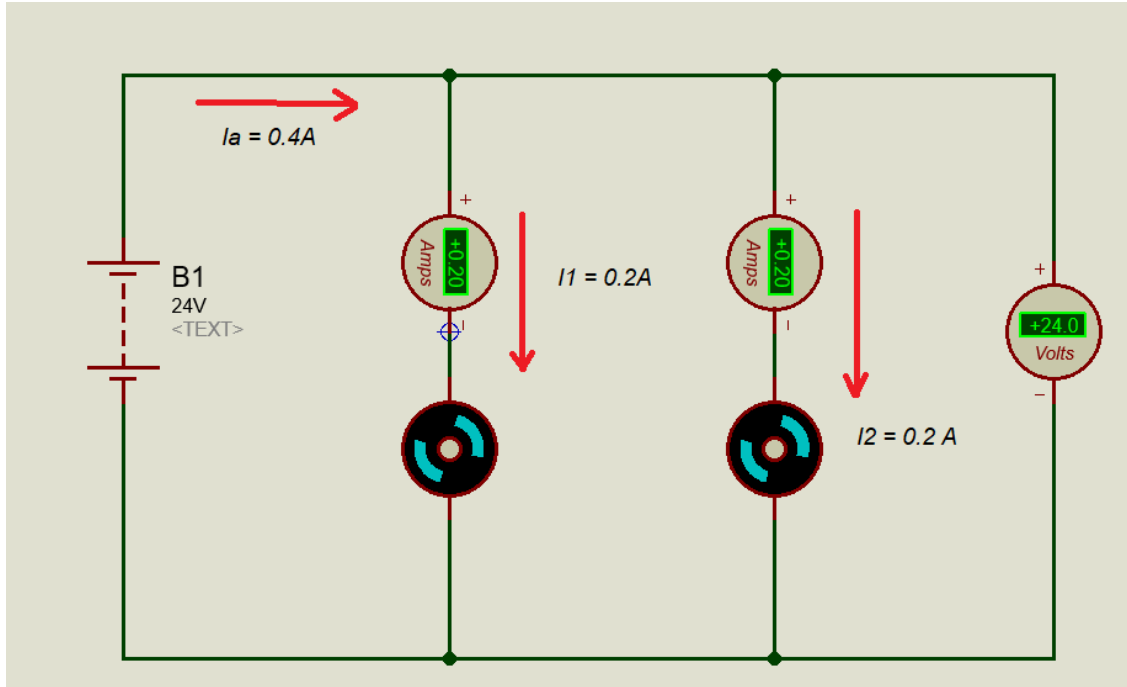 Ia = 0.4A
+
+
Amps
+0.20
I1 = 0.2A
Amps
+0.20
B1
24V
<TEXT>
+
+24.0
Volts
−
I2 = 0.2 A